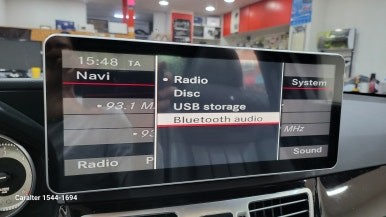 15:48 TA
Navi
System
• Radio
Disc
USB storage
Bluetooth audio
• 93.1 M
93
MHz
Radio
P
Sound
Caralter 1544-1694